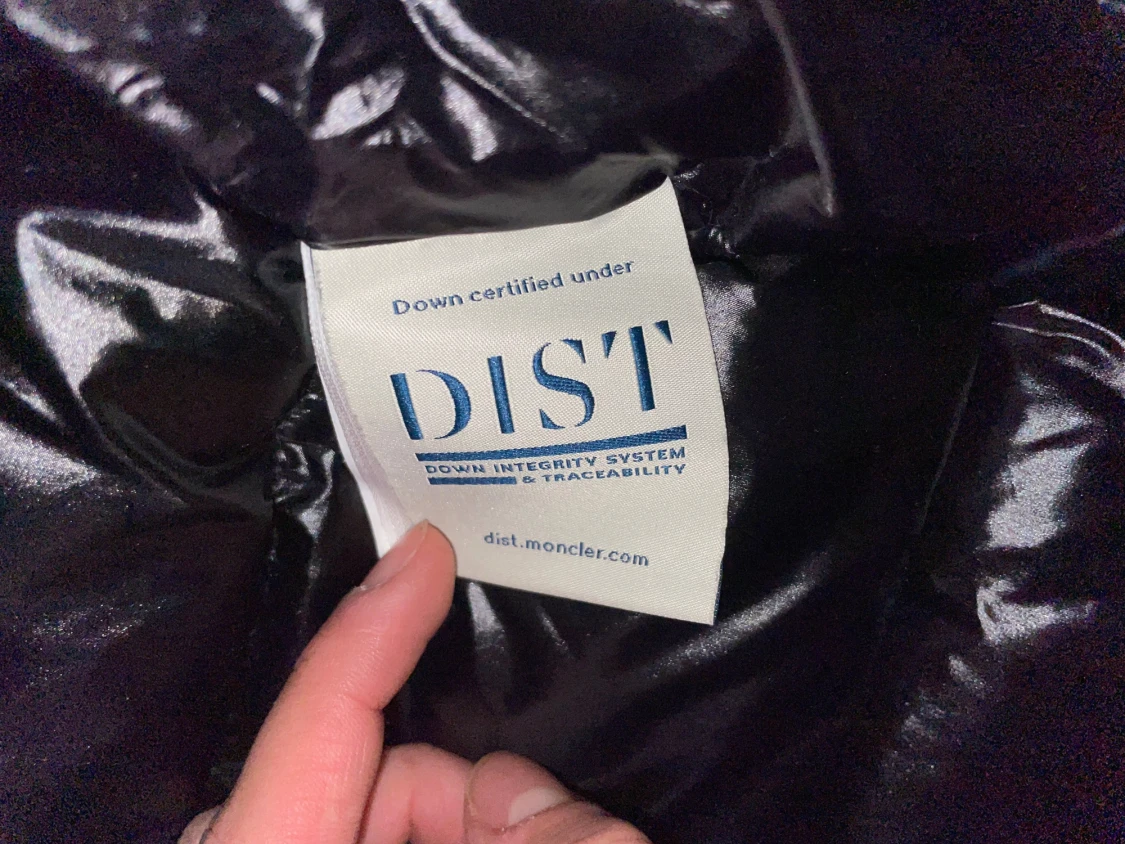 Down certified under
DIST
DOWN INTEGRITY SYSTEM
& TRACEABILITY
dist.moncler.com